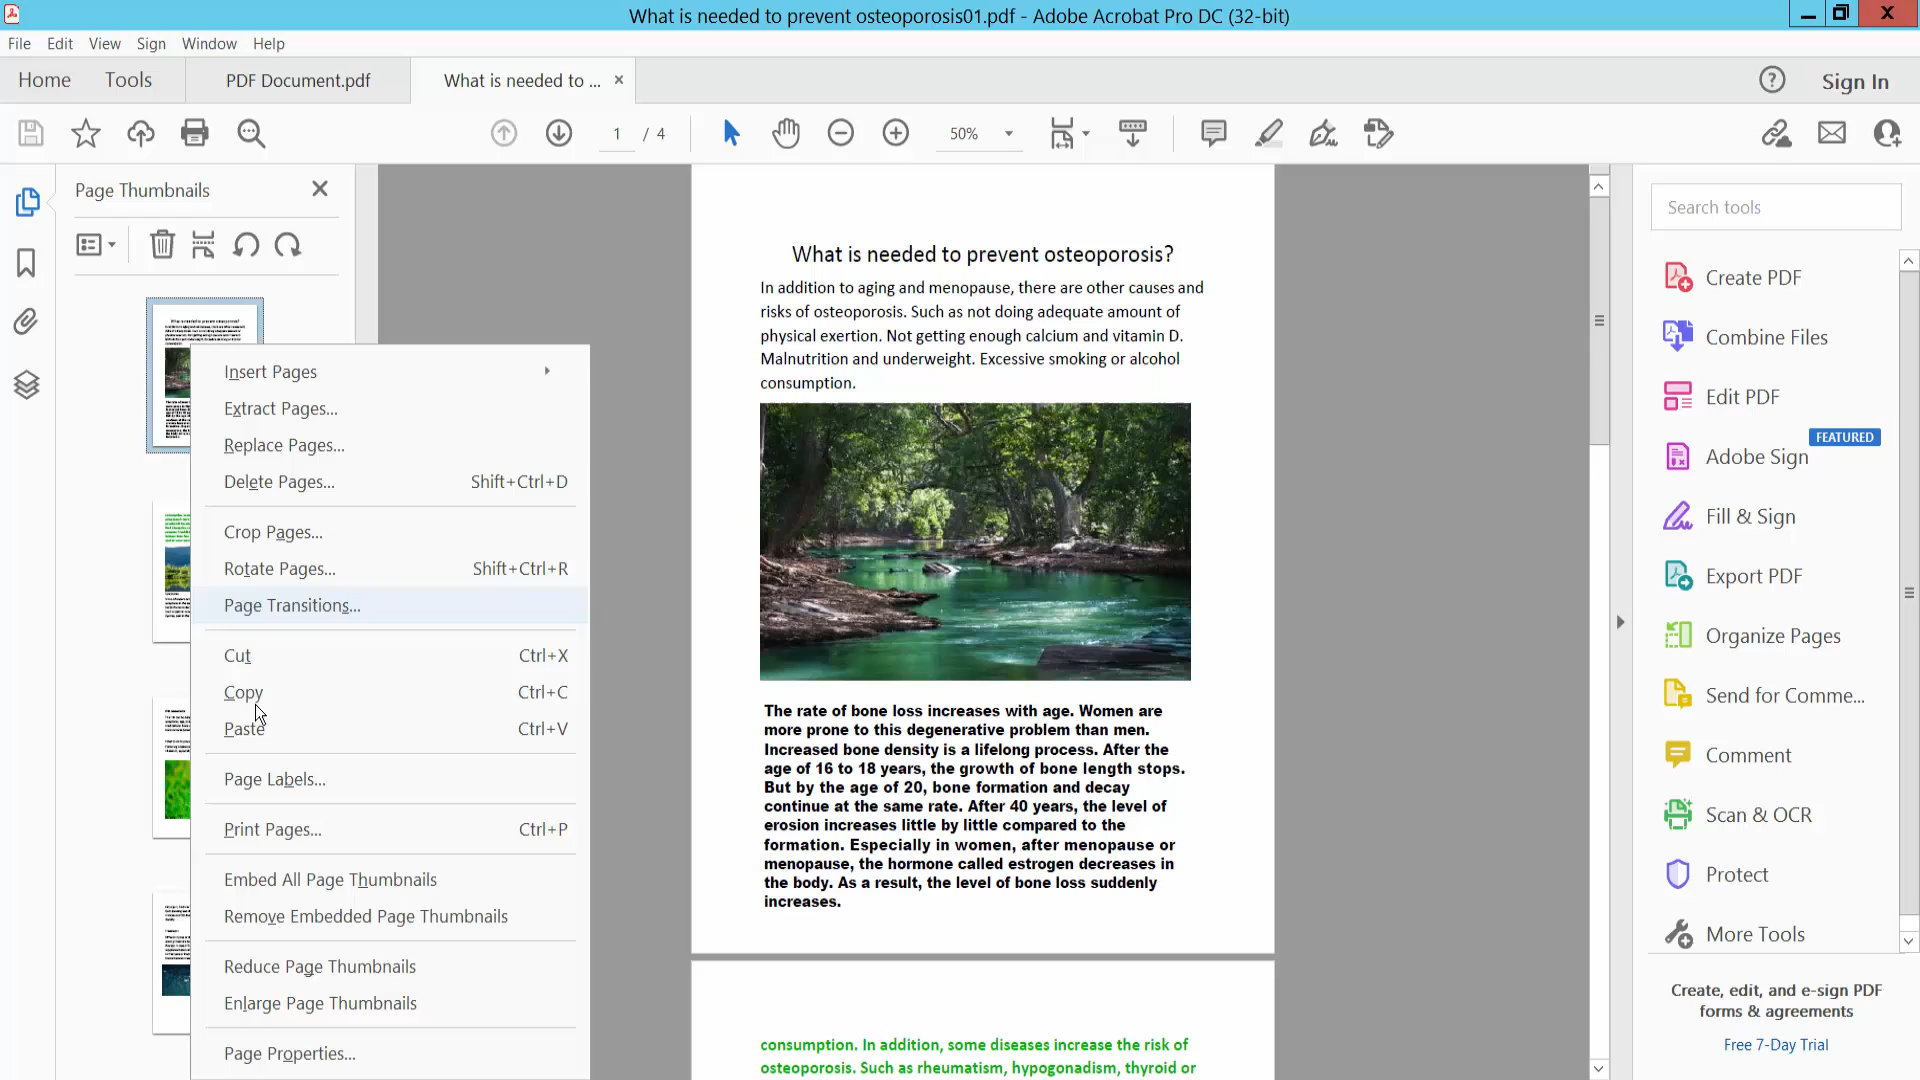 What is needed to prevent osteoporosis01.pdf - Adobe Acrobat Pro DC (32-bit)
File Edit View Sign Window Help
Home Tools PDF Document.pdf What is needed to ... ×
Sign In
1 / 4
50%
Page Thumbnails
Insert Pages
Extract Pages...
Replace Pages...
Delete Pages... Shift+Ctrl+D
Crop Pages...
Rotate Pages... Shift+Ctrl+R
Page Transitions...
Cut Ctrl+X
Copy Ctrl+C
Paste Ctrl+V
Page Labels...
Print Pages... Ctrl+P
Embed All Page Thumbnails
Remove Embedded Page Thumbnails
Reduce Page Thumbnails
Enlarge Page Thumbnails
Page Properties...
What is needed to prevent osteoporosis?
In addition to aging and menopause, there are other causes and
risks of osteoporosis. Such as not doing adequate amount of
physical exertion. Not getting enough calcium and vitamin D.
Malnutrition and underweight. Excessive smoking or alcohol
consumption.
The rate of bone loss increases with age. Women are
more prone to this degenerative problem than men.
Increased bone density is a lifelong process. After the
age of 16 to 18 years, the growth of bone length stops.
But by the age of 20, bone formation and decay
continue at the same rate. After 40 years, the level of
erosion increases little by little compared to the
formation. Especially in women, after menopause or
menopause, the hormone called estrogen decreases in
the body. As a result, the level of bone loss suddenly
increases.
consumption. In addition, some diseases increase the risk of
osteoporosis. Such as rheumatism, hypogonadism, thyroid or
Search tools
Create PDF
Combine Files
Edit PDF
FEATURED
Adobe Sign
Fill & Sign
Export PDF
Organize Pages
Send for Comme...
Comment
Scan & OCR
Protect
More Tools
Create, edit, and e-sign PDF
forms & agreements
Free 7-Day Trial